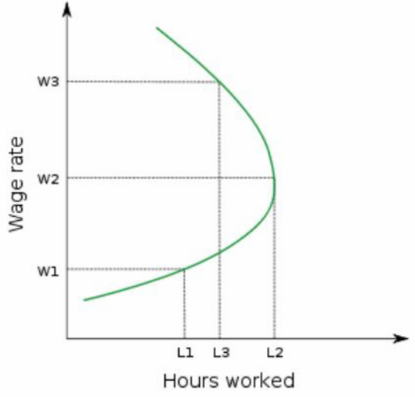 W3
W2
W1
Wage rate
L1 L3 L2
Hours worked